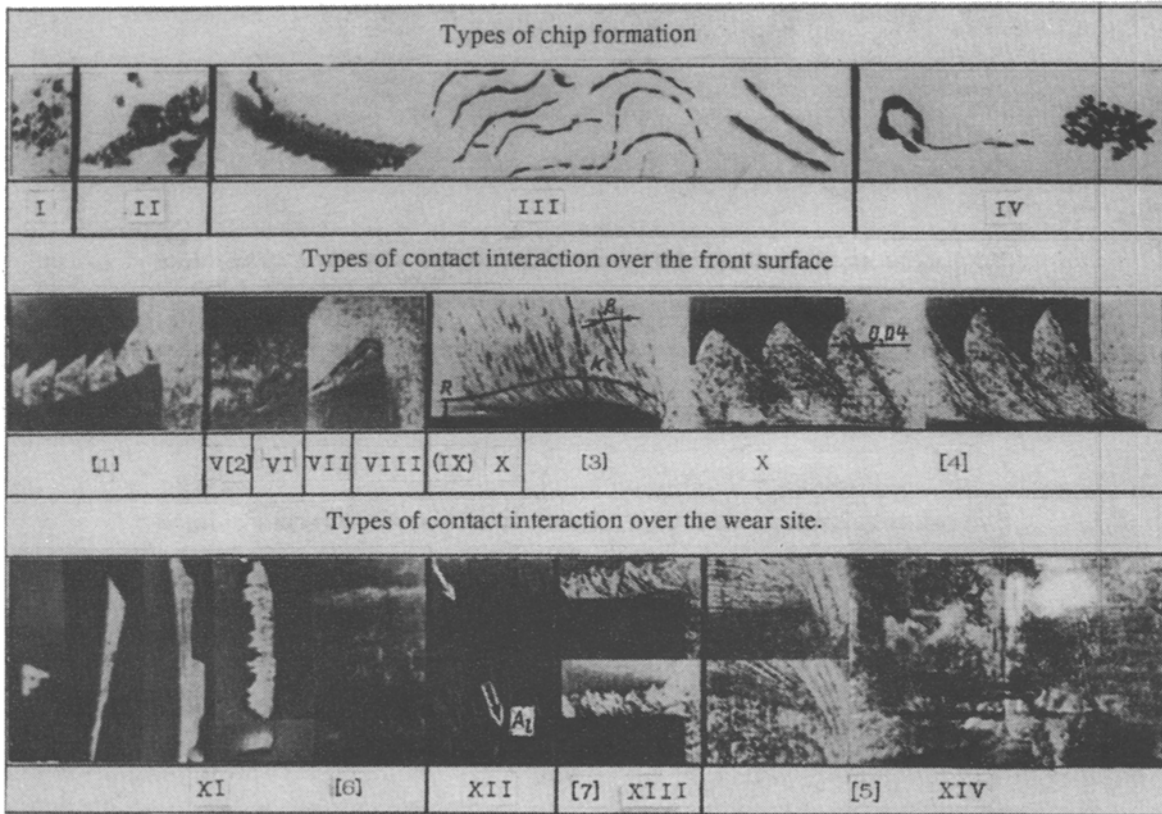 Types of chip formation
I II III IV
Types of contact interaction over the front surface
β
0.04
K
R
[1] V[2] VI VII VIII (IX) X [3] X [4]
Types of contact interaction over the wear site.
A₁
XI [6] XII [7] XIII [5] XIV